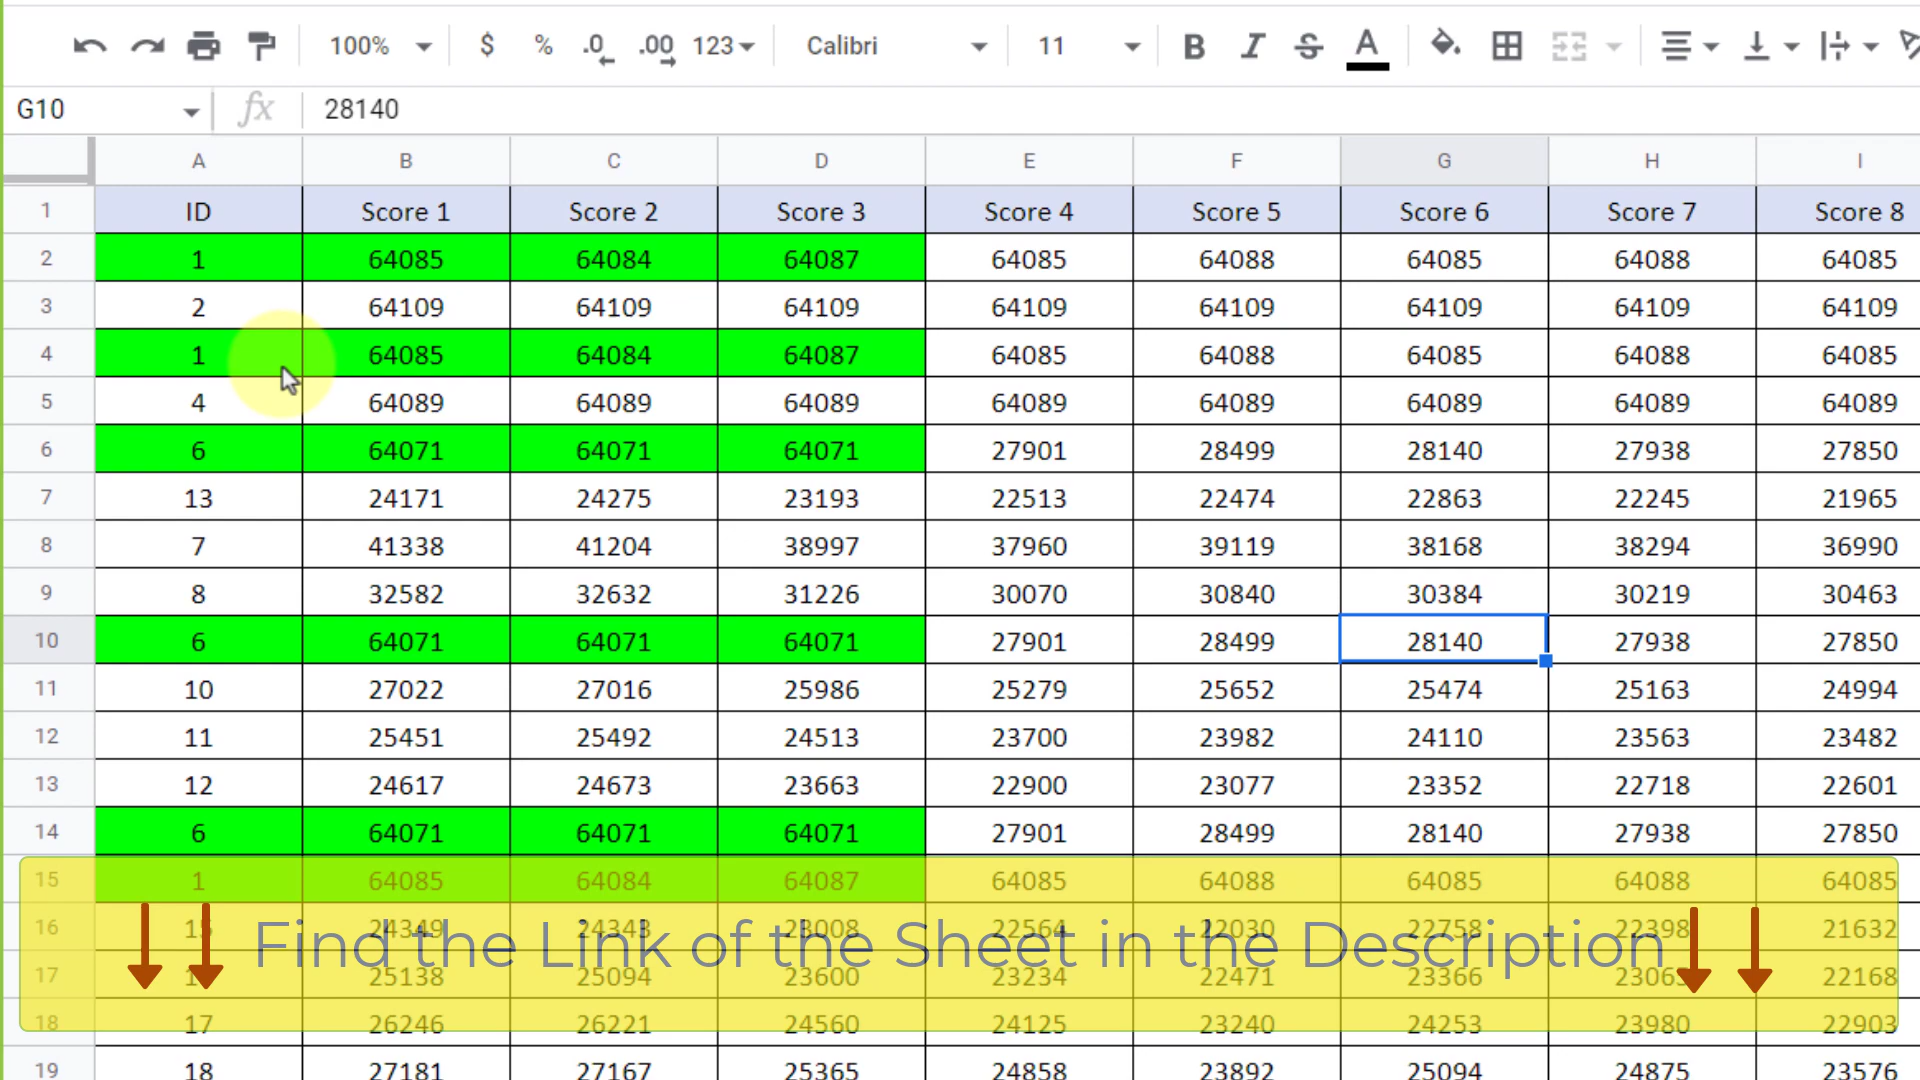 100% $ % .0 .00 123 Calibri 11 B I S A
G10 fx 28140
A B C D E F G H I
1 ID Score 1 Score 2 Score 3 Score 4 Score 5 Score 6 Score 7 Score 8
2 1 64085 64084 64087 64085 64088 64085 64088 64085
3 2 64109 64109 64109 64109 64109 64109 64109 64109
4 1 64085 64084 64087 64085 64088 64085 64088 64085
5 4 64089 64089 64089 64089 64089 64089 64089 64089
6 6 64071 64071 64071 27901 28499 28140 27938 27850
7 13 24171 24275 23193 22513 22474 22863 22245 21965
8 7 41338 41204 38997 37960 39119 38168 38294 36990
9 8 32582 32632 31226 30070 30840 30384 30219 30463
10 6 64071 64071 64071 27901 28499 28140 27938 27850
11 10 27022 27016 25986 25279 25652 25474 25163 24994
12 11 25451 25492 24513 23700 23982 24110 23563 23482
13 12 24617 24673 23663 22900 23077 23352 22718 22601
14 6 64071 64071 64071 27901 28499 28140 27938 27850
15 1 64085 64084 64087 64085 64088 64085 64088 64085
16 15 24349 24343 23008 22564 22030 22758 22398 21632
Find the Link of the Sheet in the Description
17 25138 25094 23600 23234 22471 23366 22168
18 17 26246 26221 24560 24125 23240 24253 23980 22903
19 18 27181 27167 25365 24858 23892 25094 24875 23576